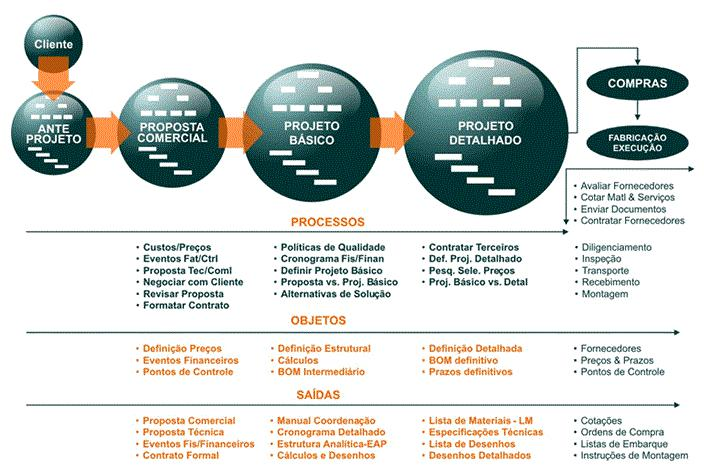 Cliente
ANTE
PROJETO
PROPOSTA
COMERCIAL
PROJETO
BÁSICO
PROJETO
DETALHADO
COMPRAS
FABRICAÇÃO
EXECUÇÃO
• Avaliar Fornecedores
• Cotar Matl & Serviços
• Enviar Documentos
• Contratar Fornecedores
PROCESSOS
• Custos/Preços
• Eventos Fat/Ctrl
• Proposta Tec/Coml
• Negociar com Cliente
• Revisar Proposta
• Formatar Contrato
• Políticas de Qualidade
• Cronograma Fis/Finan
• Definir Projeto Básico
• Proposta vs. Proj. Básico
• Alternativas de Solução
• Contratar Terceiros
• Def. Proj. Detalhado
• Pesq. Sele. Preços
• Proj. Básico vs. Detal
• Diligenciamento
• Inspeção
• Transporte
• Recebimento
• Montagem
OBJETOS
• Definição Preços
• Eventos Financeiros
• Pontos de Controle
• Definição Estrutural
• Cálculos
• BOM Intermediário
• Definição Detalhada
• BOM definitivo
• Prazos definitivos
• Fornecedores
• Preços & Prazos
• Pontos de Controle
SAÍDAS
• Proposta Comercial
• Proposta Técnica
• Eventos Fis/Financeiros
• Contrato Formal
• Manual Coordenação
• Cronograma Detalhado
• Estrutura Analítica-EAP
• Cálculos e Desenhos
• Lista de Materiais - LM
• Especificações Técnicas
• Lista de Desenhos
• Desenhos Detalhados
• Cotações
• Ordens de Compra
• Listas de Embarque
• Instruções de Montagem